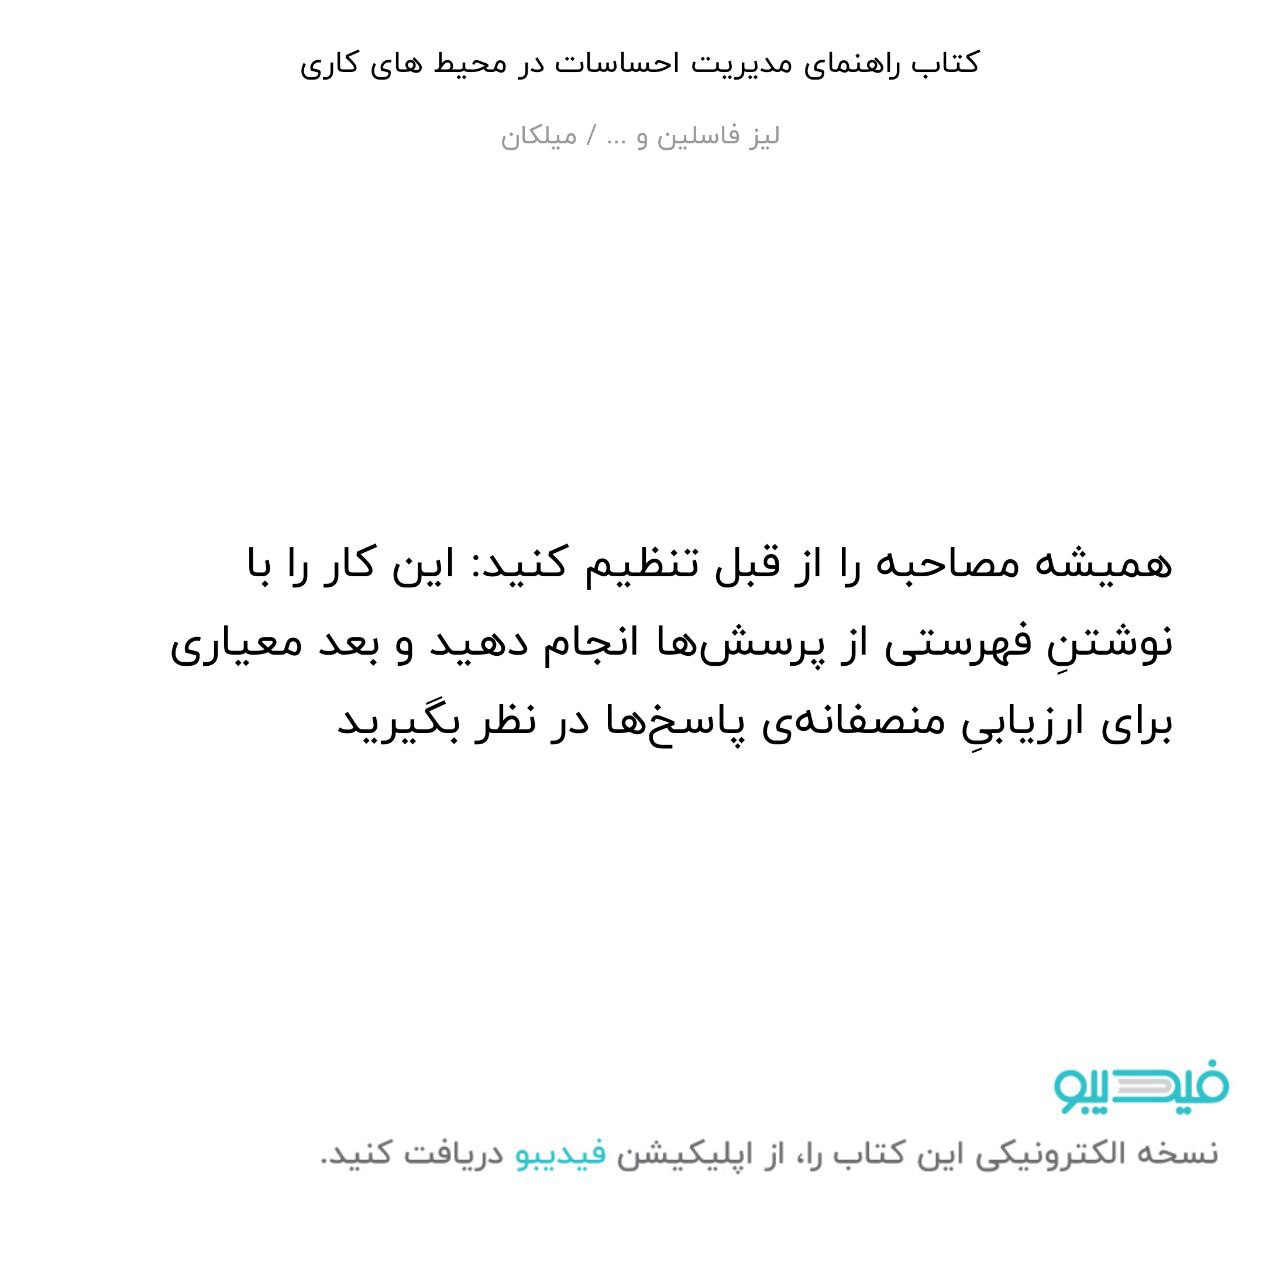 کتاب راهنمای مدیریت احساسات در محیط های کاری
لیز فاسلین و ... / میلکان
همیشه مصاحبه را از قبل تنظیم کنید: این کار را با
نوشتنِ فهرستی از پرسش‌ها انجام دهید و بعد معیاری
برای ارزیابیِ منصفانه‌ی پاسخ‌ها در نظر بگیرید
فیدیبو
نسخه الکترونیکی این کتاب را، از اپلیکیشن فیدیبو دریافت کنید.